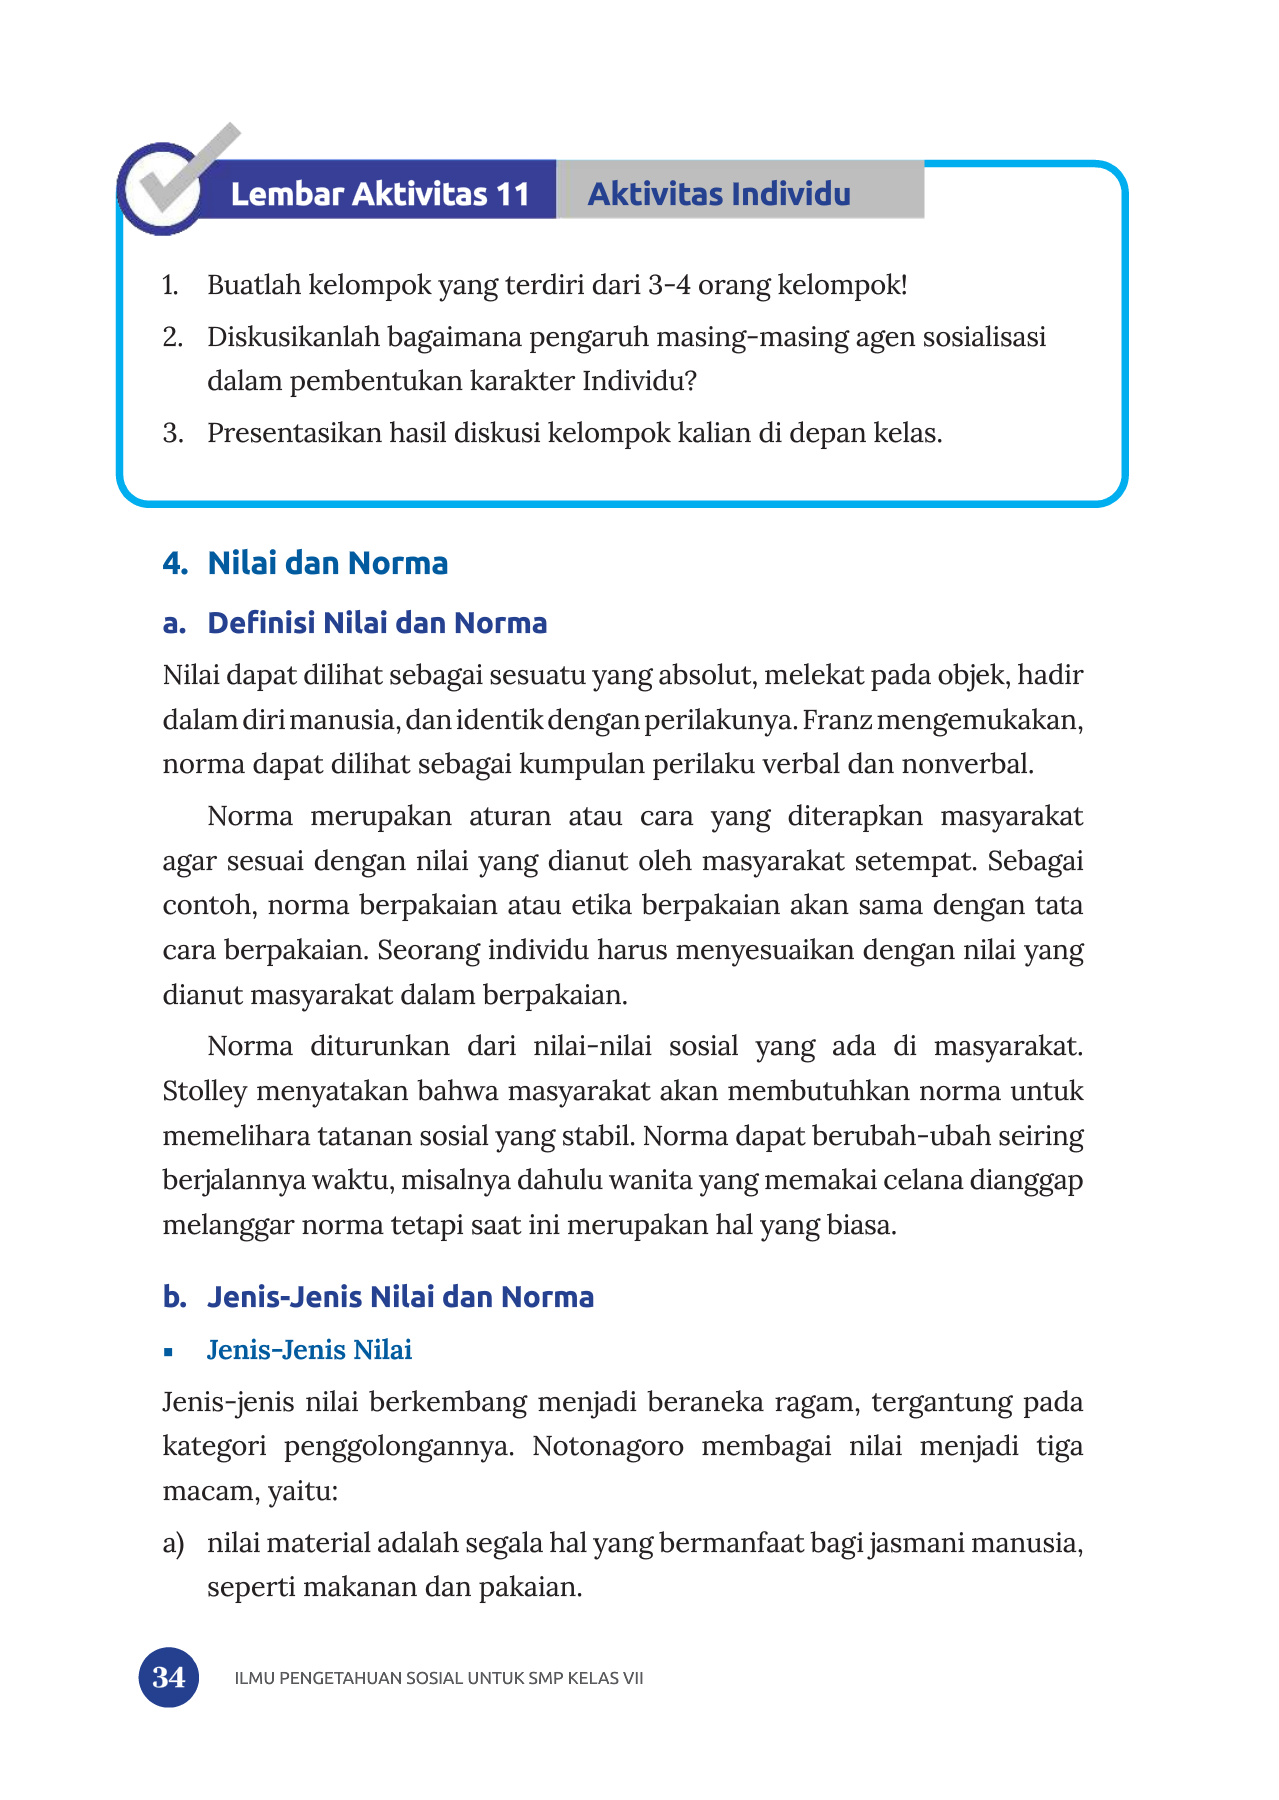 Lembar Aktivitas 11 Aktivitas Individu
1. Buatlah kelompok yang terdiri dari 3-4 orang kelompok!
2. Diskusikanlah bagaimana pengaruh masing-masing agen sosialisasi
dalam pembentukan karakter Individu?
3. Presentasikan hasil diskusi kelompok kalian di depan kelas.
4. Nilai dan Norma
a. Definisi Nilai dan Norma
Nilai dapat dilihat sebagai sesuatu yang absolut, melekat pada objek, hadir
dalam diri manusia, dan identik dengan perilakunya. Franz mengemukakan,
norma dapat dilihat sebagai kumpulan perilaku verbal dan nonverbal.
Norma merupakan aturan atau cara yang diterapkan masyarakat
agar sesuai dengan nilai yang dianut oleh masyarakat setempat. Sebagai
contoh, norma berpakaian atau etika berpakaian akan sama dengan tata
cara berpakaian. Seorang individu harus menyesuaikan dengan nilai yang
dianut masyarakat dalam berpakaian.
Norma diturunkan dari nilai-nilai sosial yang ada di masyarakat.
Stolley menyatakan bahwa masyarakat akan membutuhkan norma untuk
memelihara tatanan sosial yang stabil. Norma dapat berubah-ubah seiring
berjalannya waktu, misalnya dahulu wanita yang memakai celana dianggap
melanggar norma tetapi saat ini merupakan hal yang biasa.
b. Jenis-Jenis Nilai dan Norma
▪ Jenis-Jenis Nilai
Jenis-jenis nilai berkembang menjadi beraneka ragam, tergantung pada
kategori penggolongannya. Notonagoro membagai nilai menjadi tiga
macam, yaitu:
a) nilai material adalah segala hal yang bermanfaat bagi jasmani manusia,
seperti makanan dan pakaian.
34 ILMU PENGETAHUAN SOSIAL UNTUK SMP KELAS VII